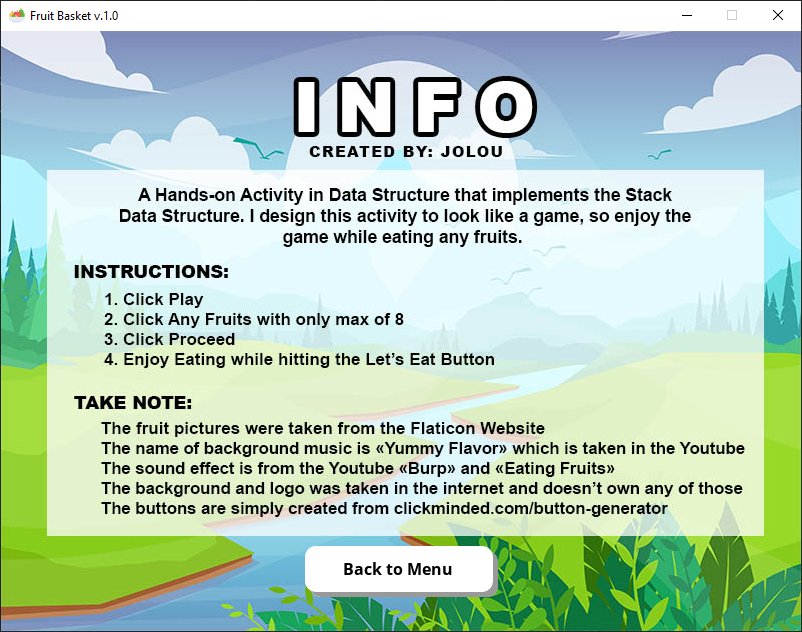 Fruit Basket v.1.0
INFO
CREATED BY: JOLOU
A Hands-on Activity in Data Structure that implements the Stack
Data Structure. I design this activity to look like a game, so enjoy the
game while eating any fruits.
INSTRUCTIONS:
1. Click Play
2. Click Any Fruits with only max of 8
3. Click Proceed
4. Enjoy Eating while hitting the Let’s Eat Button
TAKE NOTE:
The fruit pictures were taken from the Flaticon Website
The name of background music is «Yummy Flavor» which is taken in the Youtube
The sound effect is from the Youtube «Burp» and «Eating Fruits»
The background and logo was taken in the internet and doesn’t own any of those
The buttons are simply created from clickminded.com/button-generator
Back to Menu